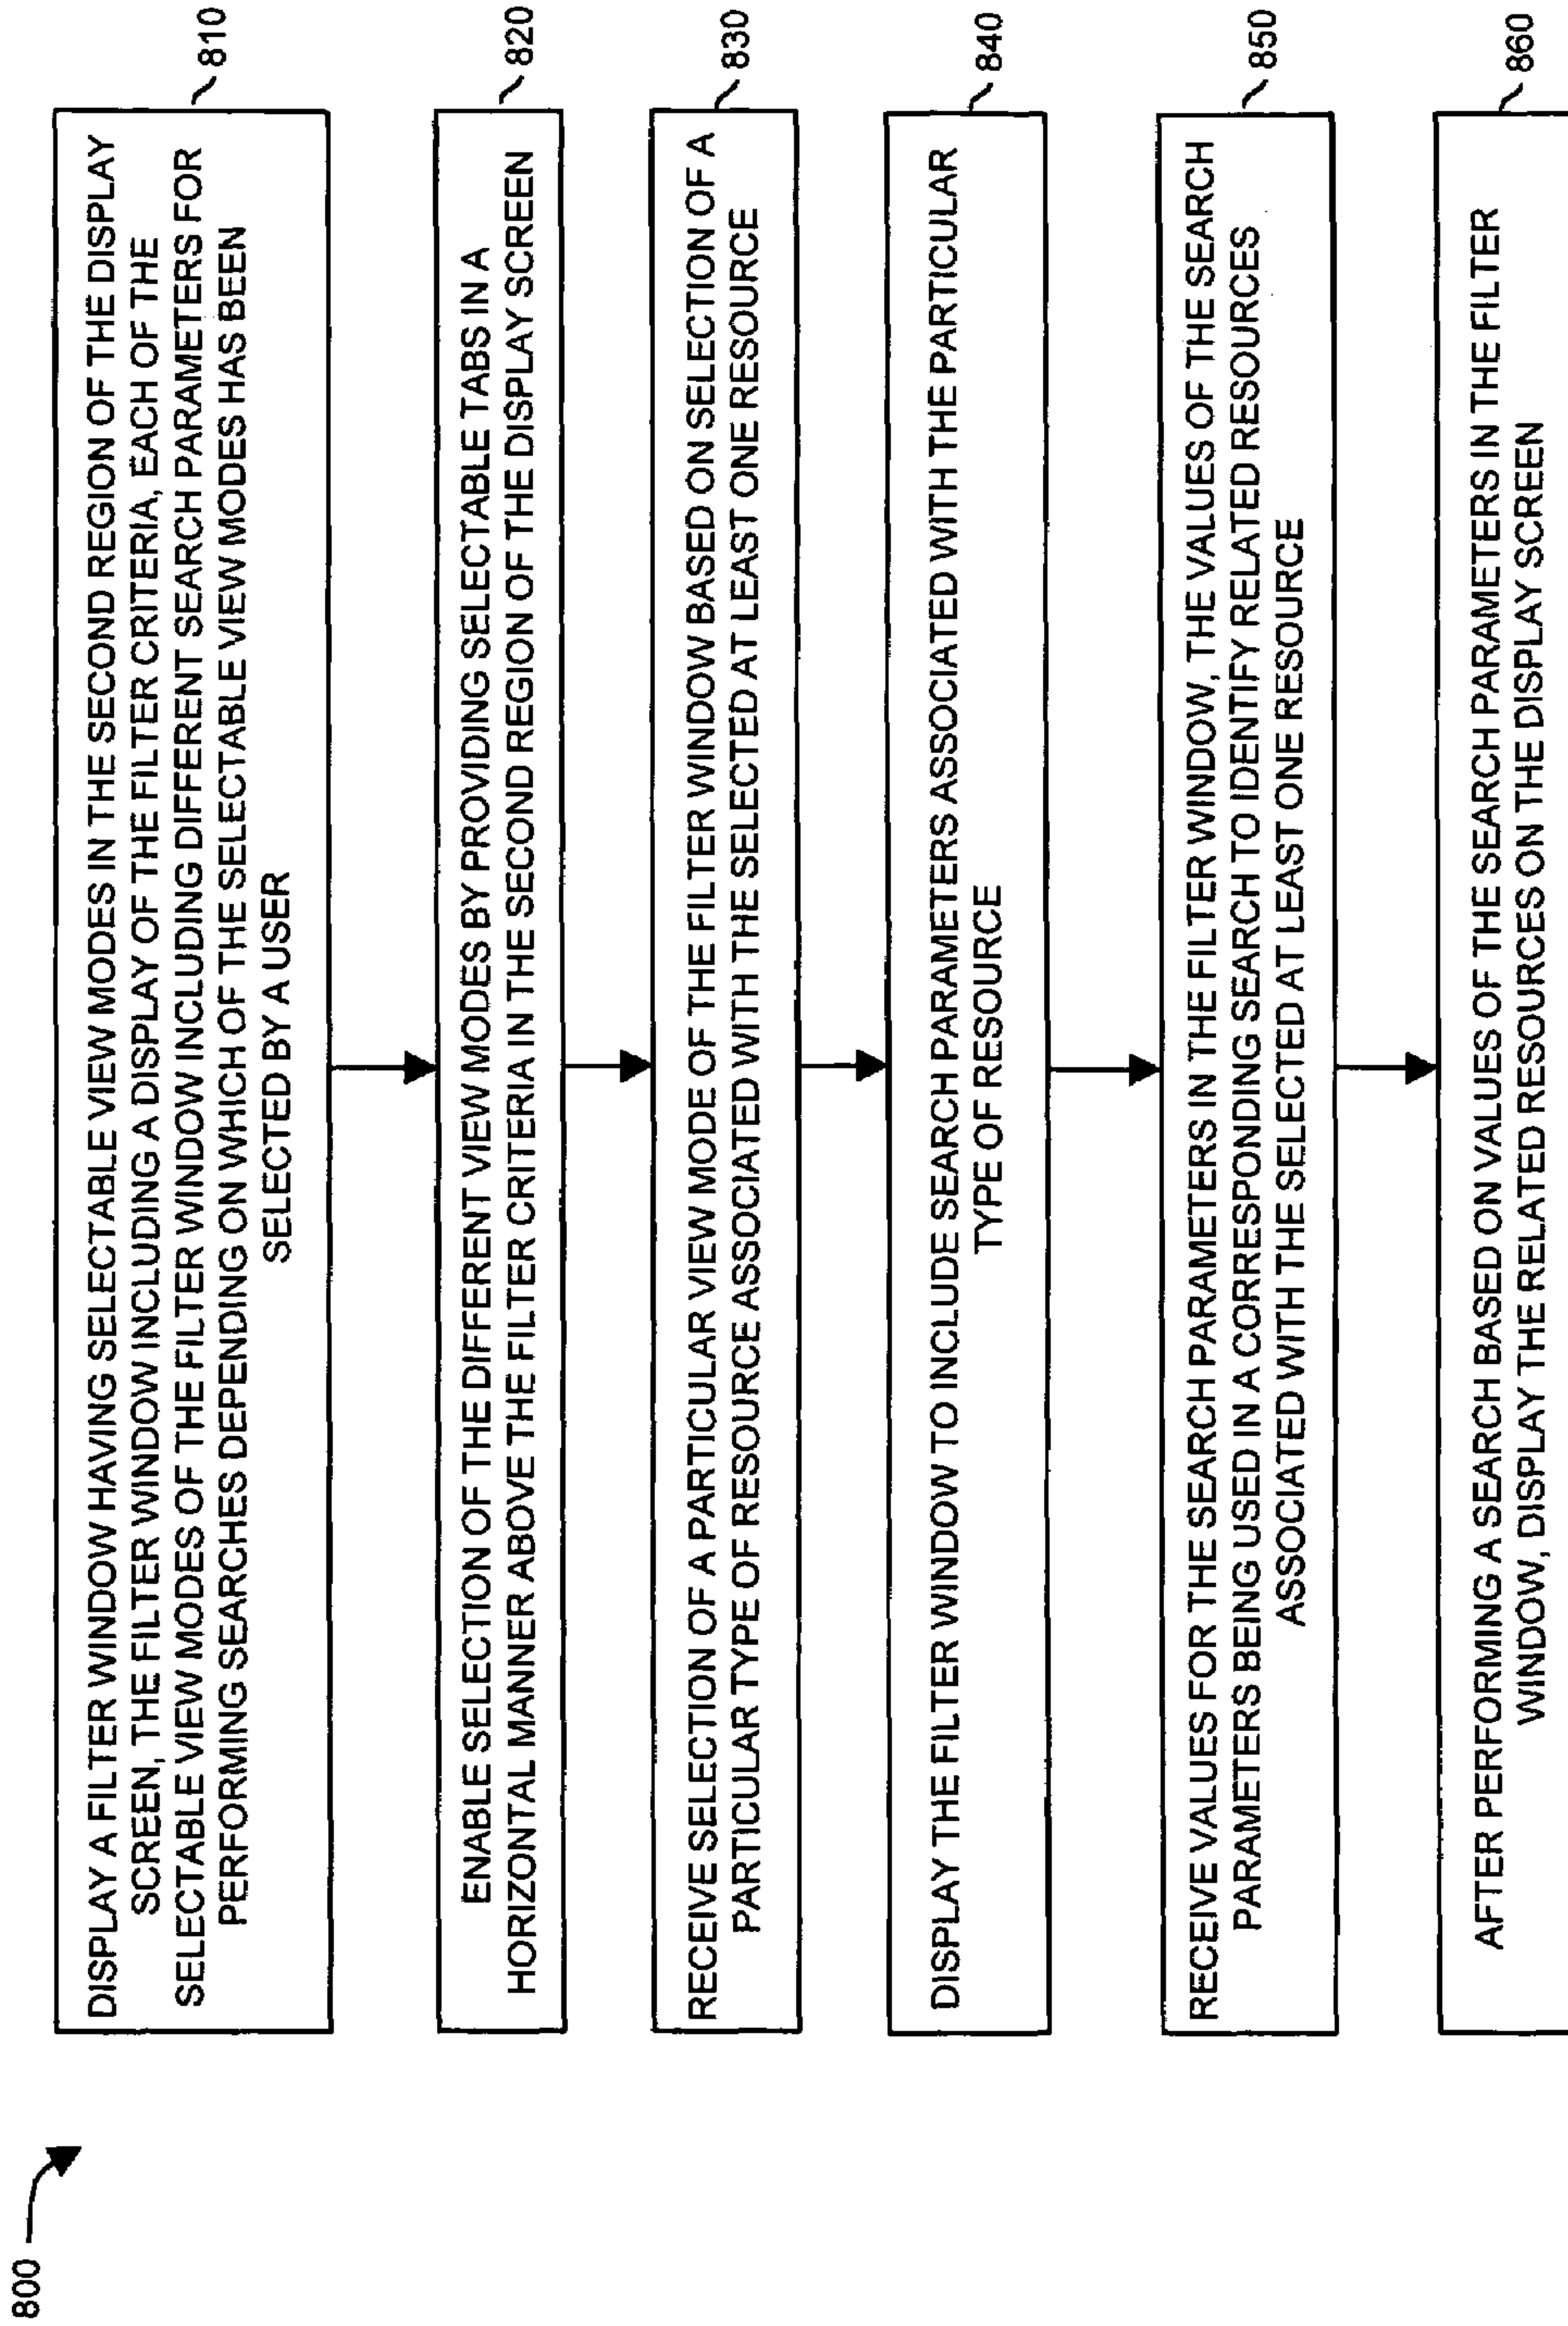 800
DISPLAY A FILTER WINDOW HAVING SELECTABLE VIEW MODES IN THE SECOND REGION OF THE DISPLAY
SCREEN, THE FILTER WINDOW INCLUDING A DISPLAY OF THE FILTER CRITERIA, EACH OF THE
SELECTABLE VIEW MODES OF THE FILTER WINDOW INCLUDING DIFFERENT SEARCH PARAMETERS FOR
PERFORMING SEARCHES DEPENDING ON WHICH OF THE SELECTABLE VIEW MODES HAS BEEN
SELECTED BY A USER
810
ENABLE SELECTION OF THE DIFFERENT VIEW MODES BY PROVIDING SELECTABLE TABS IN A
HORIZONTAL MANNER ABOVE THE FILTER CRITERIA IN THE SECOND REGION OF THE DISPLAY SCREEN
820
RECEIVE SELECTION OF A PARTICULAR VIEW MODE OF THE FILTER WINDOW BASED ON SELECTION OF A
PARTICULAR TYPE OF RESOURCE ASSOCIATED WITH THE SELECTED AT LEAST ONE RESOURCE
830
DISPLAY THE FILTER WINDOW TO INCLUDE SEARCH PARAMETERS ASSOCIATED WITH THE PARTICULAR
TYPE OF RESOURCE
840
RECEIVE VALUES FOR THE SEARCH PARAMETERS IN THE FILTER WINDOW, THE VALUES OF THE SEARCH
PARAMETERS BEING USED IN A CORRESPONDING SEARCH TO IDENTIFY RELATED RESOURCES
ASSOCIATED WITH THE SELECTED AT LEAST ONE RESOURCE
850
AFTER PERFORMING A SEARCH BASED ON VALUES OF THE SEARCH PARAMETERS IN THE FILTER
WINDOW, DISPLAY THE RELATED RESOURCES ON THE DISPLAY SCREEN
860